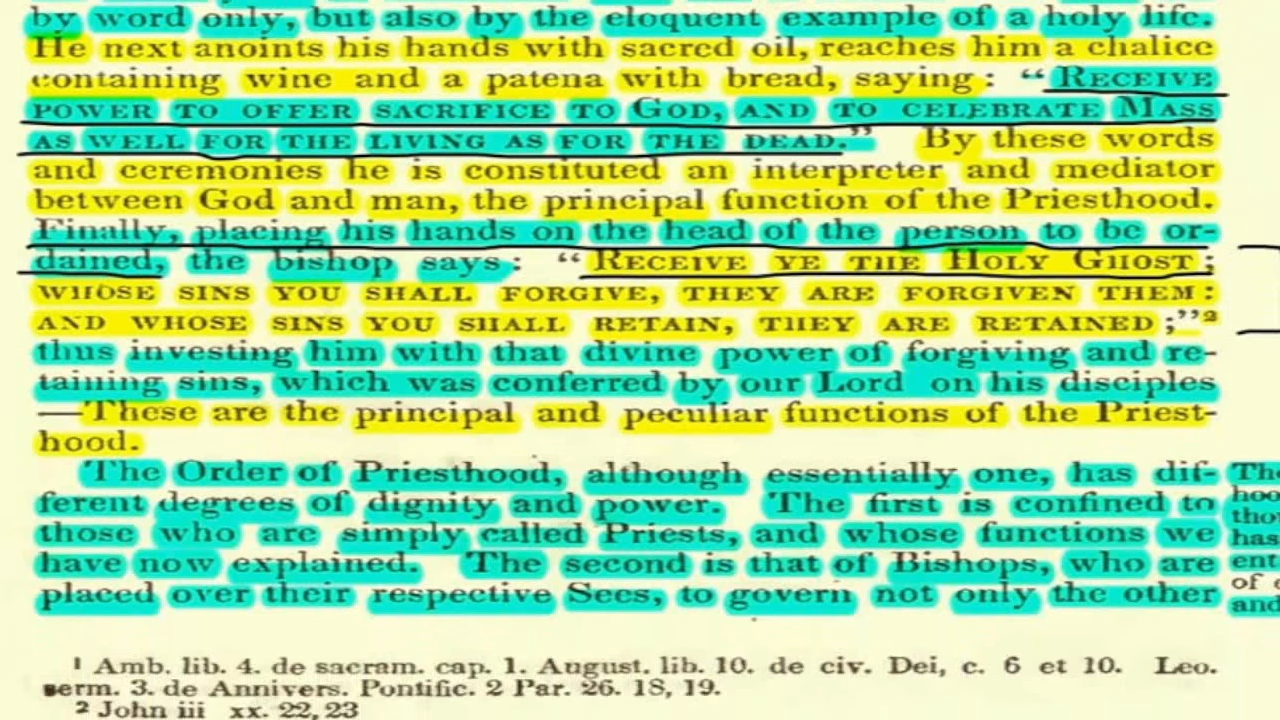 by word only, but also by the eloquent example of a holy life.
He next anoints his hands with sacred oil, reaches him a chalice
containing wine and a patena with bread, saying: “RECEIVE
POWER TO OFFER SACRIFICE TO GOD, AND TO CELEBRATE MASS
AS WELL FOR THE LIVING AS FOR THE DEAD.” By these words
and ceremonies he is constituted an interpreter and mediator
between God and man, the principal function of the Priesthood.
Finally, placing his hands on the head of the person to be or-
dained, the bishop says: “RECEIVE YE THE HOLY GHOST;
WHOSE SINS YOU SHALL FORGIVE, THEY ARE FORGIVEN THEM:
AND WHOSE SINS YOU SHALL RETAIN, THEY ARE RETAINED;”²
thus investing him with that divine power of forgiving and re-
taining sins, which was conferred by our Lord on his disciples
—These are the principal and peculiar functions of the Priest-
hood.
The Order of Priesthood, although essentially one, has dif-
ferent degrees of dignity and power. The first is confined to
those who are simply called Priests, and whose functions we
have now explained. The second is that of Bishops, who are
placed over their respective Sees, to govern not only the other
The
hoo
tho
has
ent
of
and
¹ Amb. lib. 4. de sacram. cap. 1. August. lib. 10. de civ. Dei, c. 6 et 10. Leo.
serm. 3. de Annivers. Pontific. 2 Par. 26. 18, 19.
² John iii xx. 22, 23